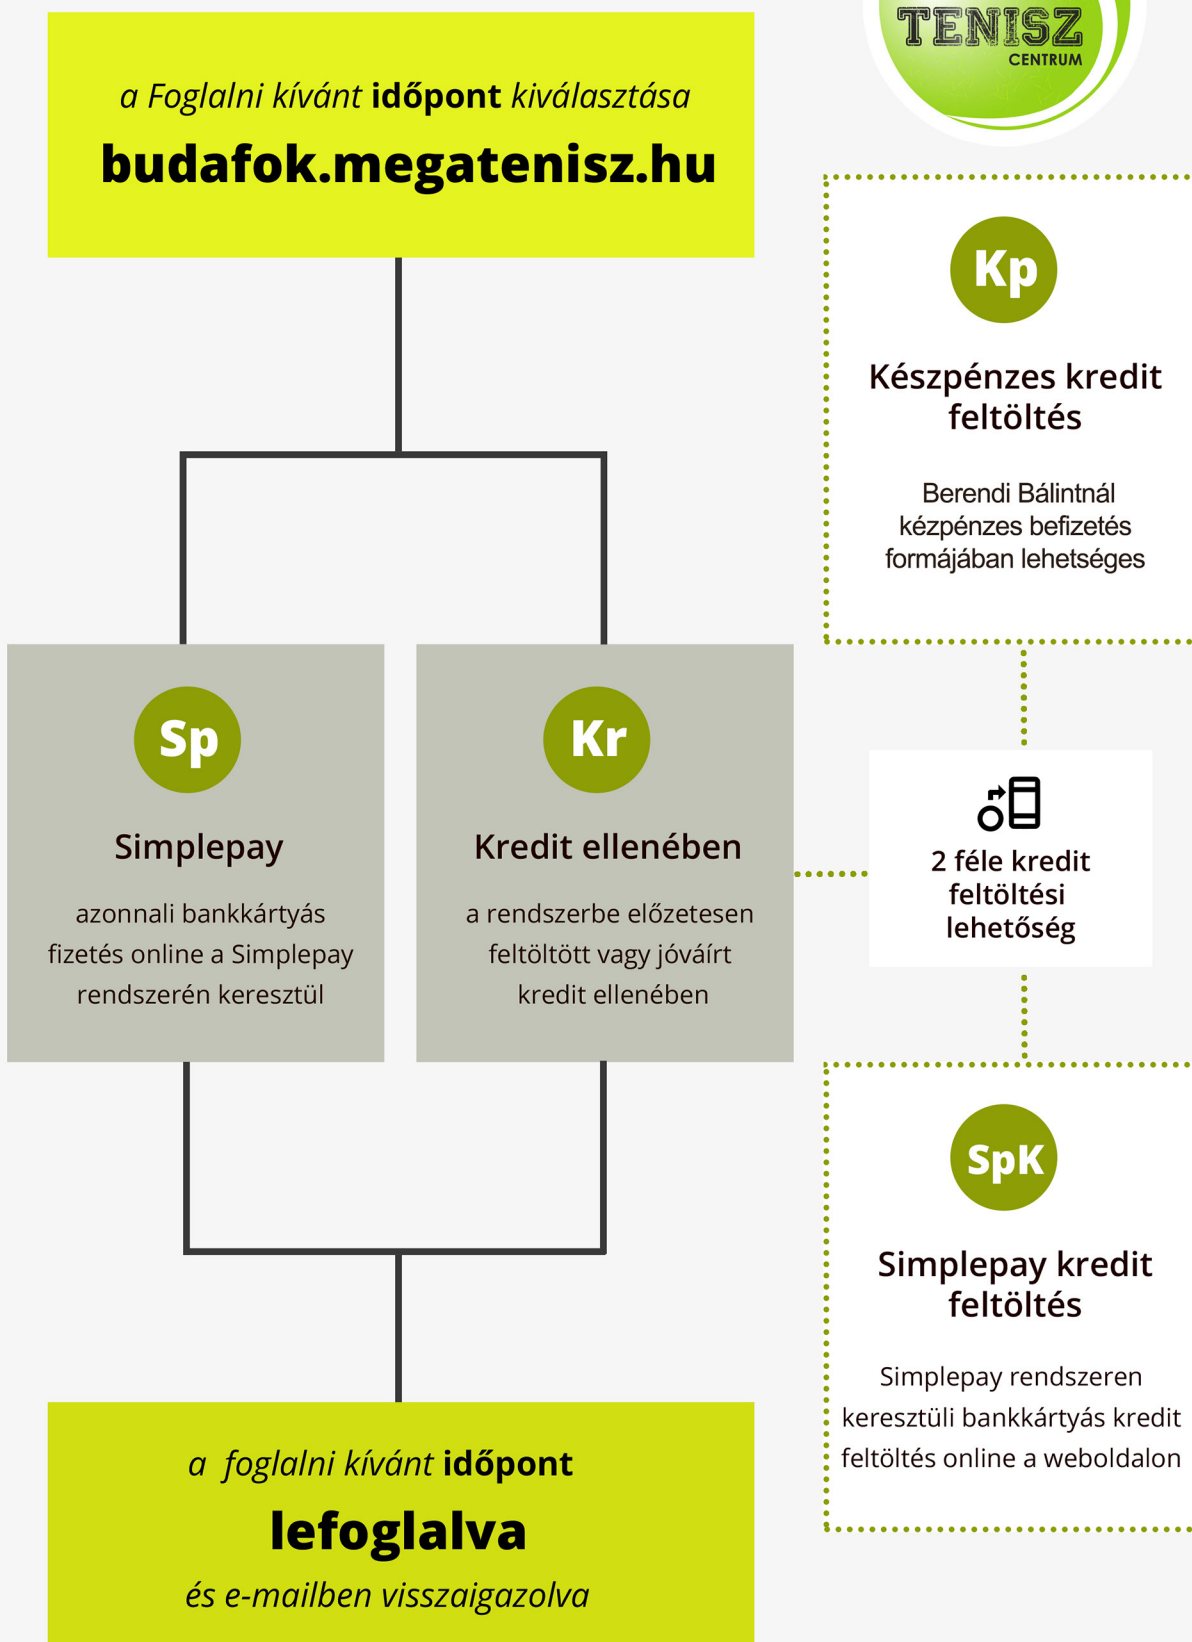 TENISZ
CENTRUM
a Foglalni kívánt időpont kiválasztása
budafok.megatenisz.hu
Kp
Készpénzes kredit
feltöltés
Berendi Bálintnál
kézpénzes befizetés
formájában lehetséges
Sp
Simplepay
azonnali bankkártyás
fizetés online a Simplepay
rendszerén keresztül
Kr
Kredit ellenében
a rendszerbe előzetesen
feltöltött vagy jóváírt
kredit ellenében
2 féle kredit
feltöltési
lehetőség
SpK
Simplepay kredit
feltöltés
Simplepay rendszeren
keresztüli bankkártyás kredit
feltöltés online a weboldalon
a foglalni kívánt időpont
lefoglalva
és e-mailben visszaigazolva